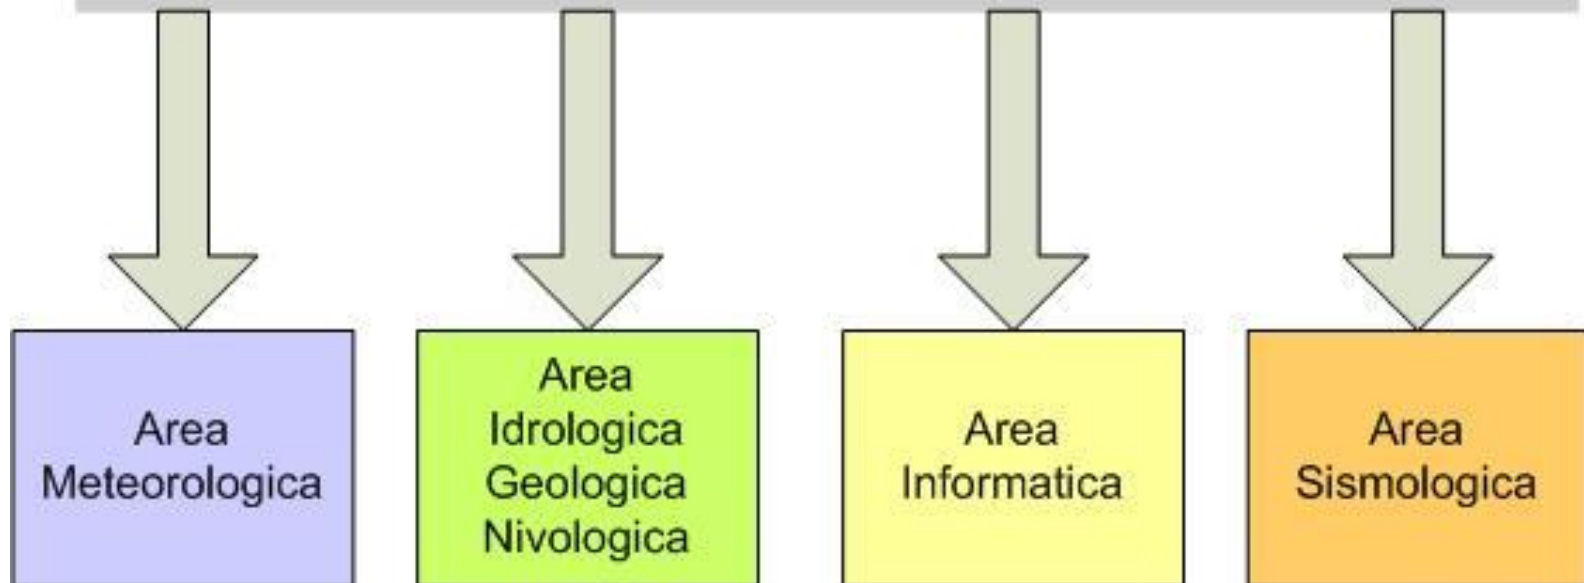 Area
Meteorologica
Area
Idrologica
Geologica
Nivologica
Area
Informatica
Area
Sismologica